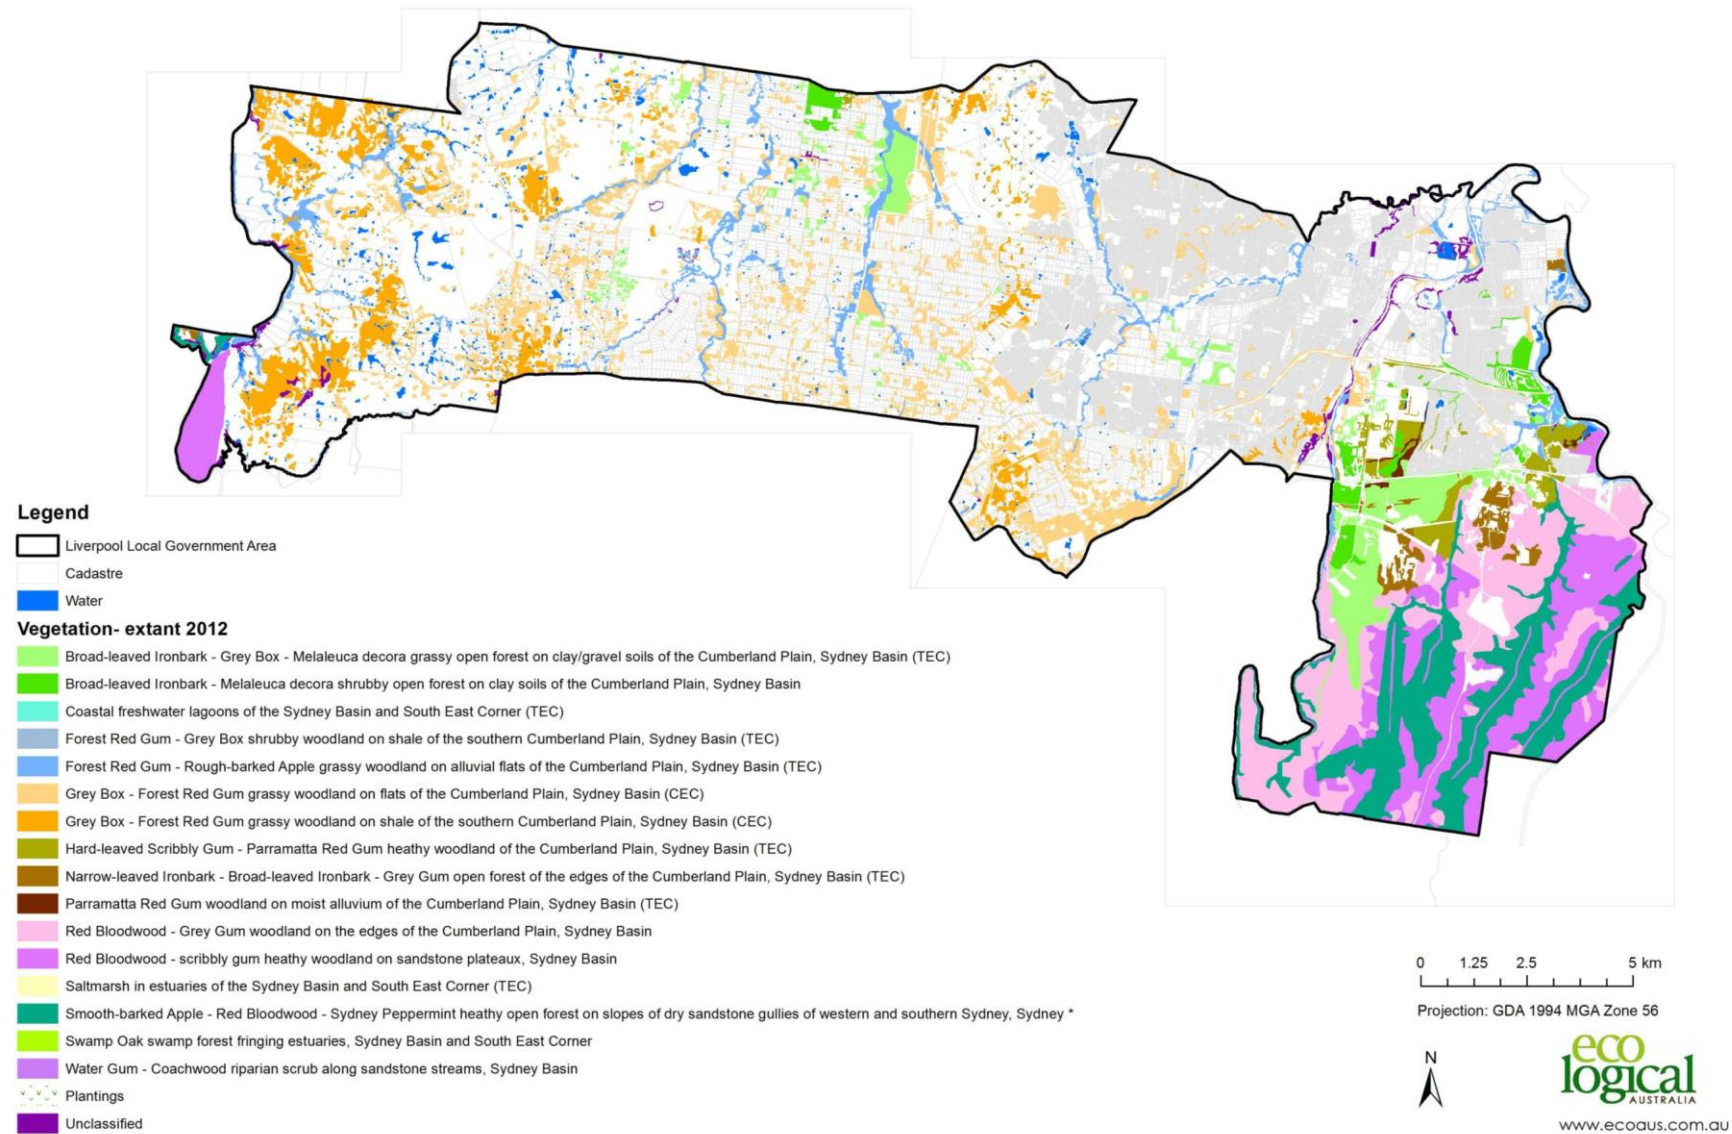 Legend
Liverpool Local Government Area
Cadastre
Water
Vegetation- extant 2012
Broad-leaved Ironbark - Grey Box - Melaleuca decora grassy open forest on clay/gravel soils of the Cumberland Plain, Sydney Basin (TEC)
Broad-leaved Ironbark - Melaleuca decora shrubby open forest on clay soils of the Cumberland Plain, Sydney Basin
Coastal freshwater lagoons of the Sydney Basin and South East Corner (TEC)
Forest Red Gum - Grey Box shrubby woodland on shale of the southern Cumberland Plain, Sydney Basin (TEC)
Forest Red Gum - Rough-barked Apple grassy woodland on alluvial flats of the Cumberland Plain, Sydney Basin (TEC)
Grey Box - Forest Red Gum grassy woodland on flats of the Cumberland Plain, Sydney Basin (CEC)
Grey Box - Forest Red Gum grassy woodland on shale of the southern Cumberland Plain, Sydney Basin (CEC)
Hard-leaved Scribbly Gum - Parramatta Red Gum heathy woodland of the Cumberland Plain, Sydney Basin (TEC)
Narrow-leaved Ironbark - Broad-leaved Ironbark - Grey Gum open forest of the edges of the Cumberland Plain, Sydney Basin (TEC)
Parramatta Red Gum woodland on moist alluvium of the Cumberland Plain, Sydney Basin (TEC)
Red Bloodwood - Grey Gum woodland on the edges of the Cumberland Plain, Sydney Basin
Red Bloodwood - scribbly gum heathy woodland on sandstone plateaux, Sydney Basin
Saltmarsh in estuaries of the Sydney Basin and South East Corner (TEC)
Smooth-barked Apple - Red Bloodwood - Sydney Peppermint heathy open forest on slopes of dry sandstone gullies of western and southern Sydney, Sydney *
Swamp Oak swamp forest fringing estuaries, Sydney Basin and South East Corner
Water Gum - Coachwood riparian scrub along sandstone streams, Sydney Basin
Plantings
Unclassified
0 1.25 2.5 5 km
Projection: GDA 1994 MGA Zone 56
N
eco
logical
AUSTRALIA
www.ecoaus.com.au